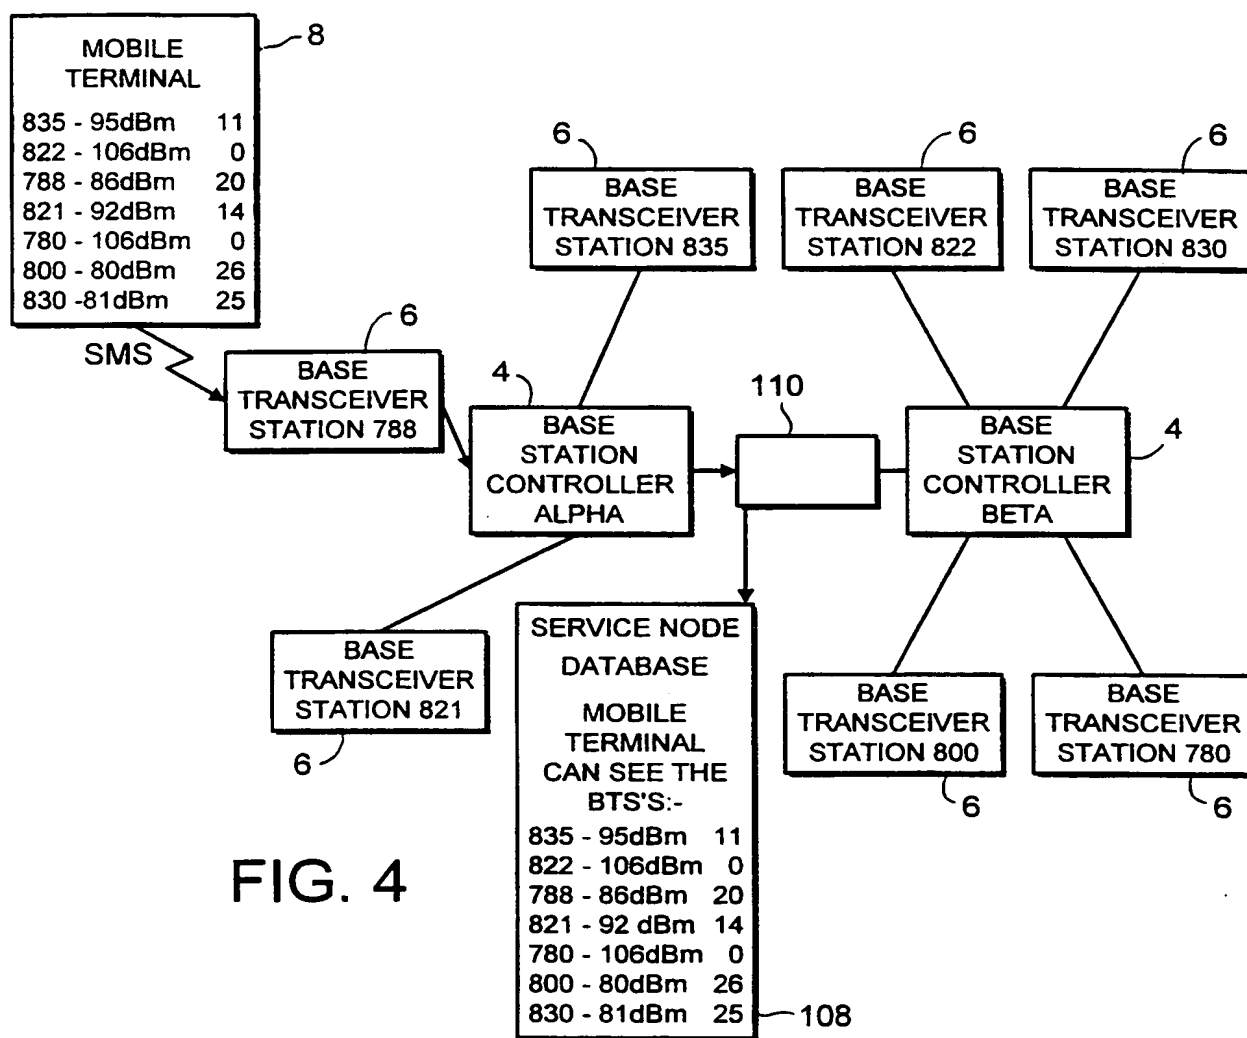 8
MOBILE
TERMINAL
835 - 95dBm 11
822 - 106dBm 0
788 - 86dBm 20
821 - 92dBm 14
780 - 106dBm 0
800 - 80dBm 26
830 -81dBm 25
SMS
6
BASE
TRANSCEIVER
STATION 788
6
BASE
TRANSCEIVER
STATION 835
6
BASE
TRANSCEIVER
STATION 822
6
BASE
TRANSCEIVER
STATION 830
4
BASE
STATION
CONTROLLER
ALPHA
110
BASE
STATION
CONTROLLER
BETA
4
BASE
TRANSCEIVER
STATION 821
6
SERVICE NODE
DATABASE
MOBILE
TERMINAL
CAN SEE THE
BTS'S:-
835 - 95dBm 11
822 - 106dBm 0
788 - 86dBm 20
821 - 92 dBm 14
780 - 106dBm 0
800 - 80dBm 26
830 - 81dBm 25
108
BASE
TRANSCEIVER
STATION 800
6
BASE
TRANSCEIVER
STATION 780
6
FIG. 4